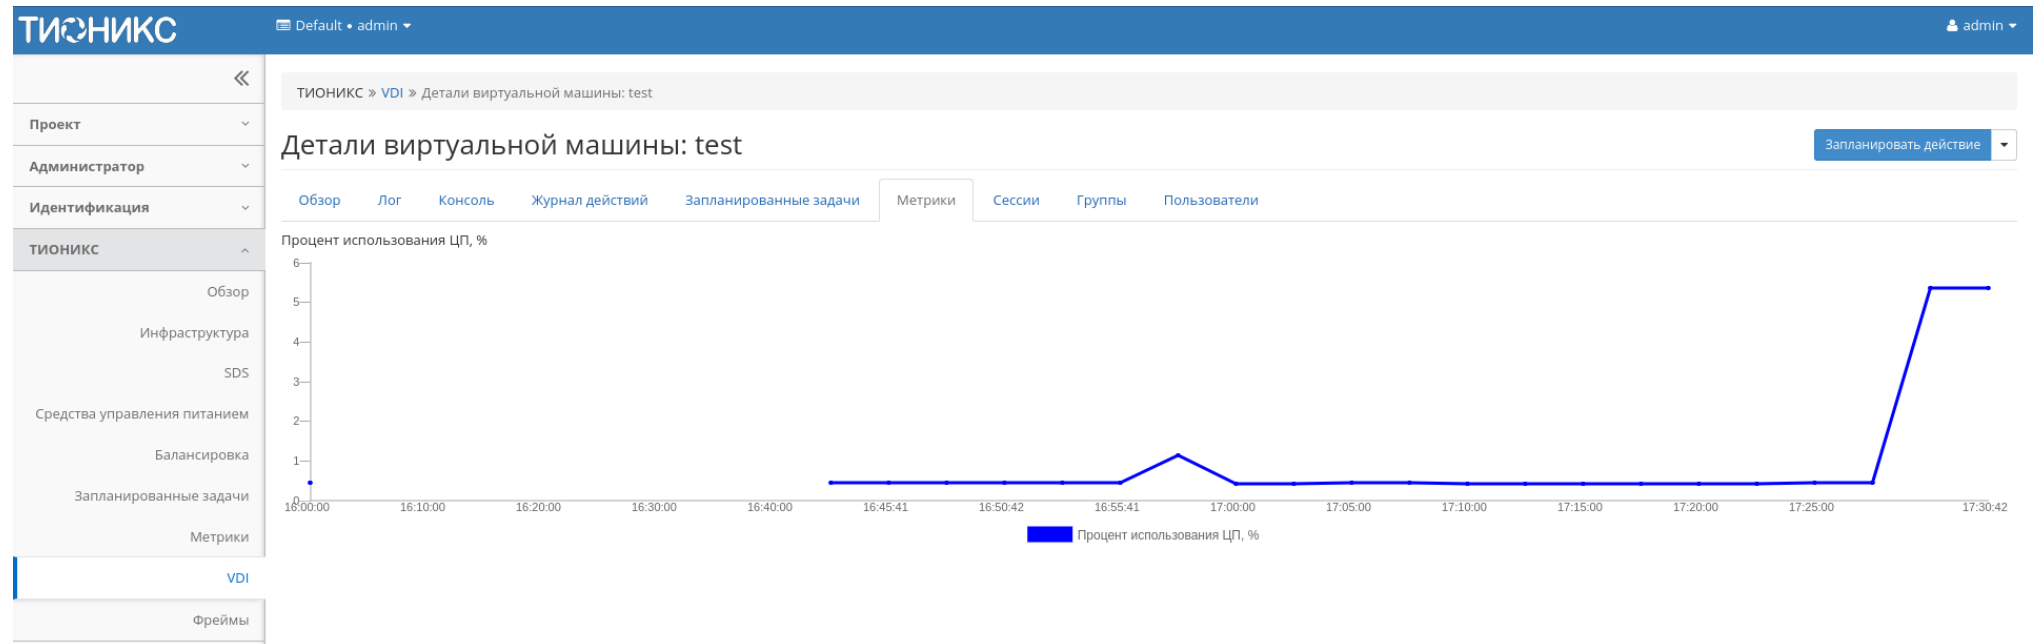 ТИОНИКС
Default • admin
admin
ТИОНИКС » VDI » Детали виртуальной машины: test
Проект
Администратор
Идентификация
ТИОНИКС
Обзор
Инфраструктура
SDS
Средства управления питанием
Балансировка
Запланированные задачи
Метрики
VDI
Фреймы
Детали виртуальной машины: test
Запланировать действие
Обзор Лог Консоль Журнал действий Запланированные задачи Метрики Сессии Группы Пользователи
Процент использования ЦП, %
6
5
4
3
2
1
0
16:00:00 16:10:00 16:20:00 16:30:00 16:40:00 16:45:41 16:50:42 16:55:41 17:00:00 17:05:00 17:10:00 17:15:00 17:20:00 17:25:00 17:30:42
Процент использования ЦП, %